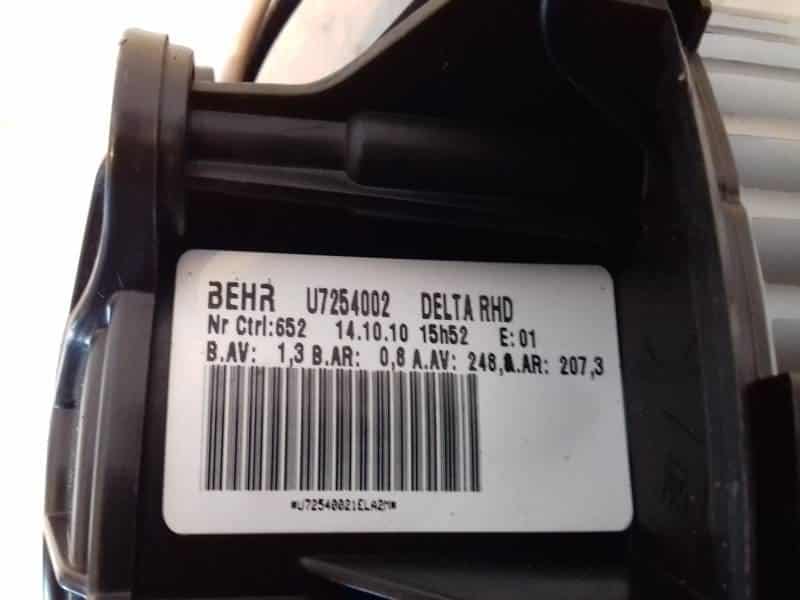 BEHR U7254002 DELTA RHD
Nr Ctrl:652 14.10.10 15h52 E:01
B.AV: 1,3 B.AR: 0,8 A.AV: 248, .AR: 207,3
*U72540021ELA2M*